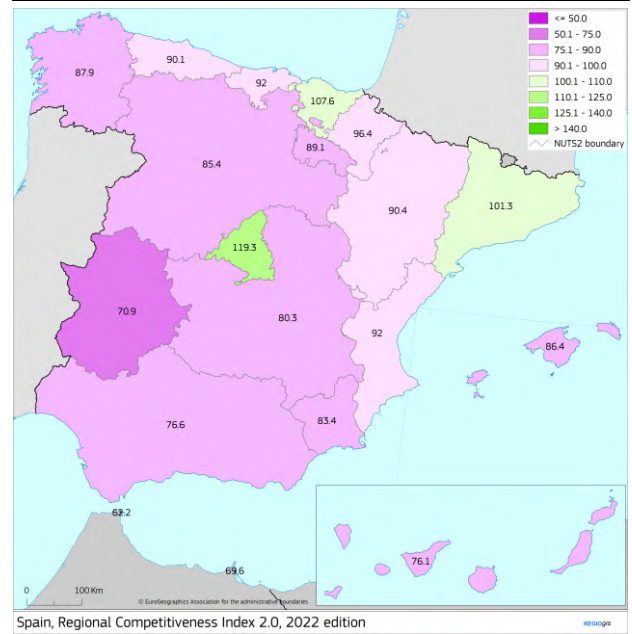 <= 50.0
50.1 - 75.0
75.1 - 90.0
90.1 - 100.0
100.1 - 110.0
110.1 - 125.0
125.1 - 140.0
> 140.0
NUTS2 boundary
87.9
90.1
92
107.6
96.4
89.1
85.4
90.4
101.3
119.3
70.9
80.3
92
86.4
76.6
83.4
62.2
69.6
76.1
0 100 Km
© EuroGeographics Association for the administrative boundaries
Spain, Regional Competitiveness Index 2.0, 2022 edition
REGIOgis